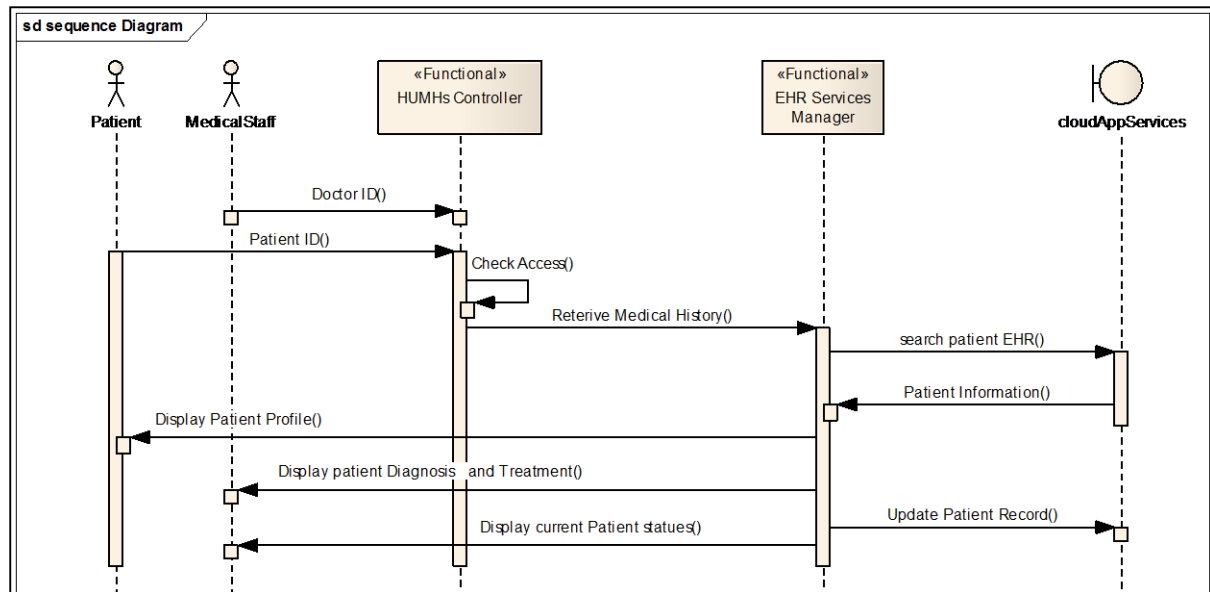 sd sequence Diagram
«Functional»
HUMHs Controller
«Functional»
EHR Services
Manager
Patient
MedicalStaff
cloudAppServices
Doctor ID()
Patient ID()
Check Access()
Reterive Medical History()
search patient EHR()
Patient Information()
Display Patient Profile()
Display patient Diagnosis and Treatment()
Update Patient Record()
Display current Patient statues()